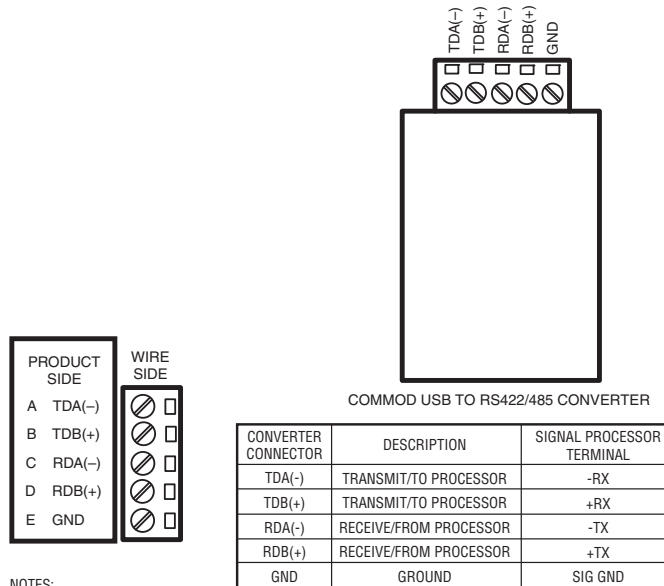 TDA(–)
TDB(+)
RDA(–)
RDB(+)
GND
COMMOD USB TO RS422/485 CONVERTER
PRODUCT SIDE
WIRE SIDE
A TDA(–)
B TDB(+)
C RDA(–)
D RDB(+)
E GND
CONVERTER CONNECTOR DESCRIPTION SIGNAL PROCESSOR TERMINAL
TDA(-) TRANSMIT/TO PROCESSOR -RX
TDB(+) TRANSMIT/TO PROCESSOR +RX
RDA(-) RECEIVE/FROM PROCESSOR -TX
RDB(+) RECEIVE/FROM PROCESSOR +TX
GND GROUND SIG GND
NOTES: